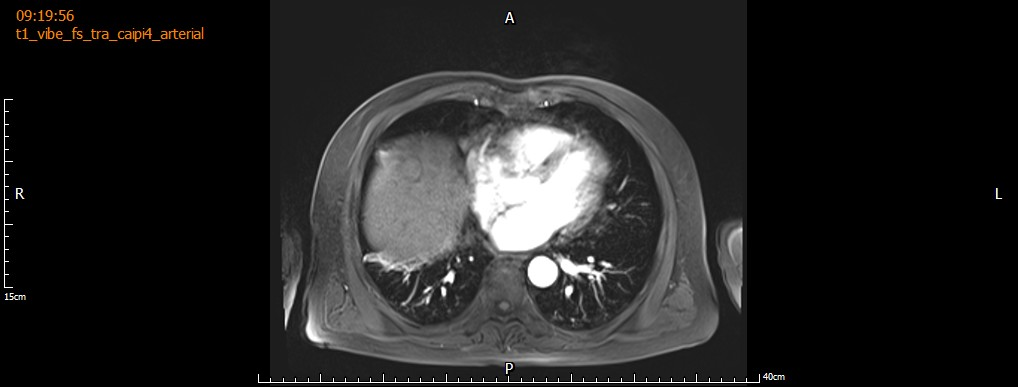 09:19:56
t1_vibe_fs_tra_caipi4_arterial
A
R
L
15cm
P
40cm